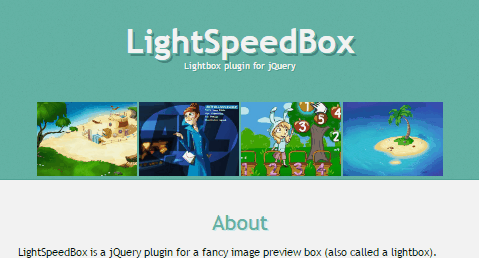 LightSpeedBox
Lightbox plugin for jQuery
1
5
3
4
2
About
LightSpeedBox is a jQuery plugin for a fancy image preview box (also called a lightbox).